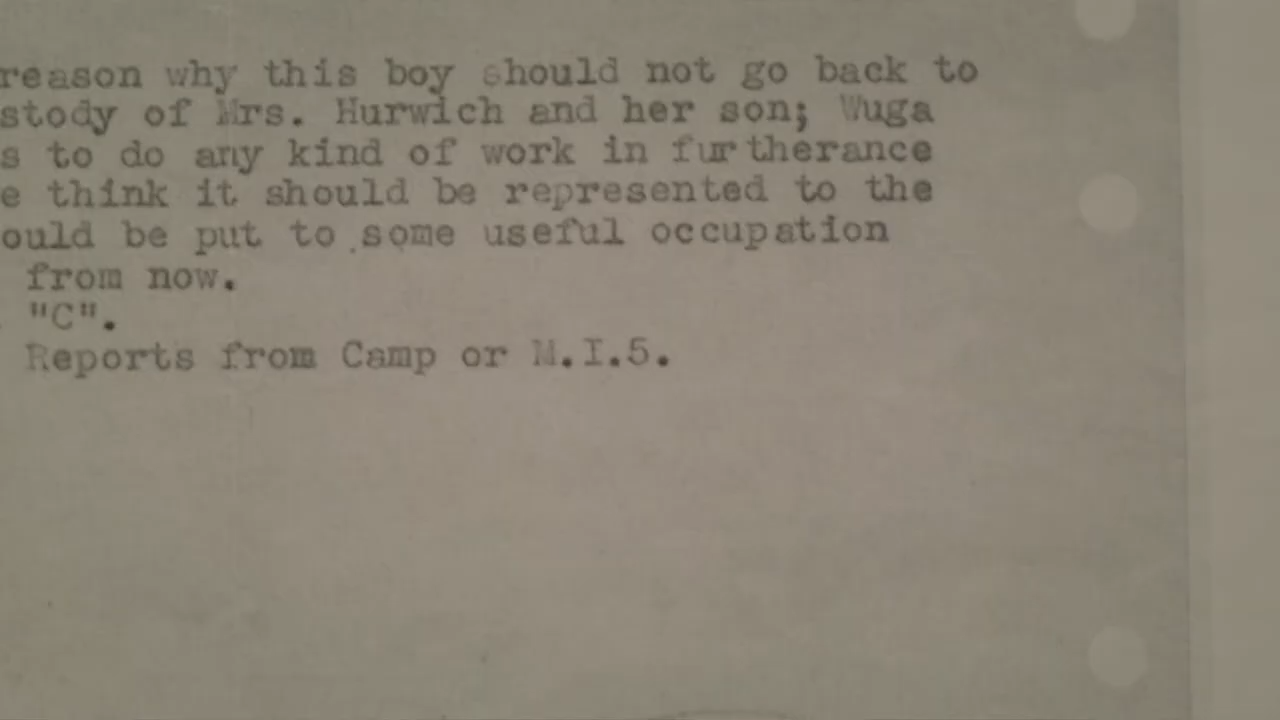 reason why this boy should not go back to
stody of Mrs. Hurwich and her son; Wuga
s to do any kind of work in furtherance
e think it should be represented to the
ould be put to some useful occupation
from now.
"C".
Reports from Camp or M.I.5.